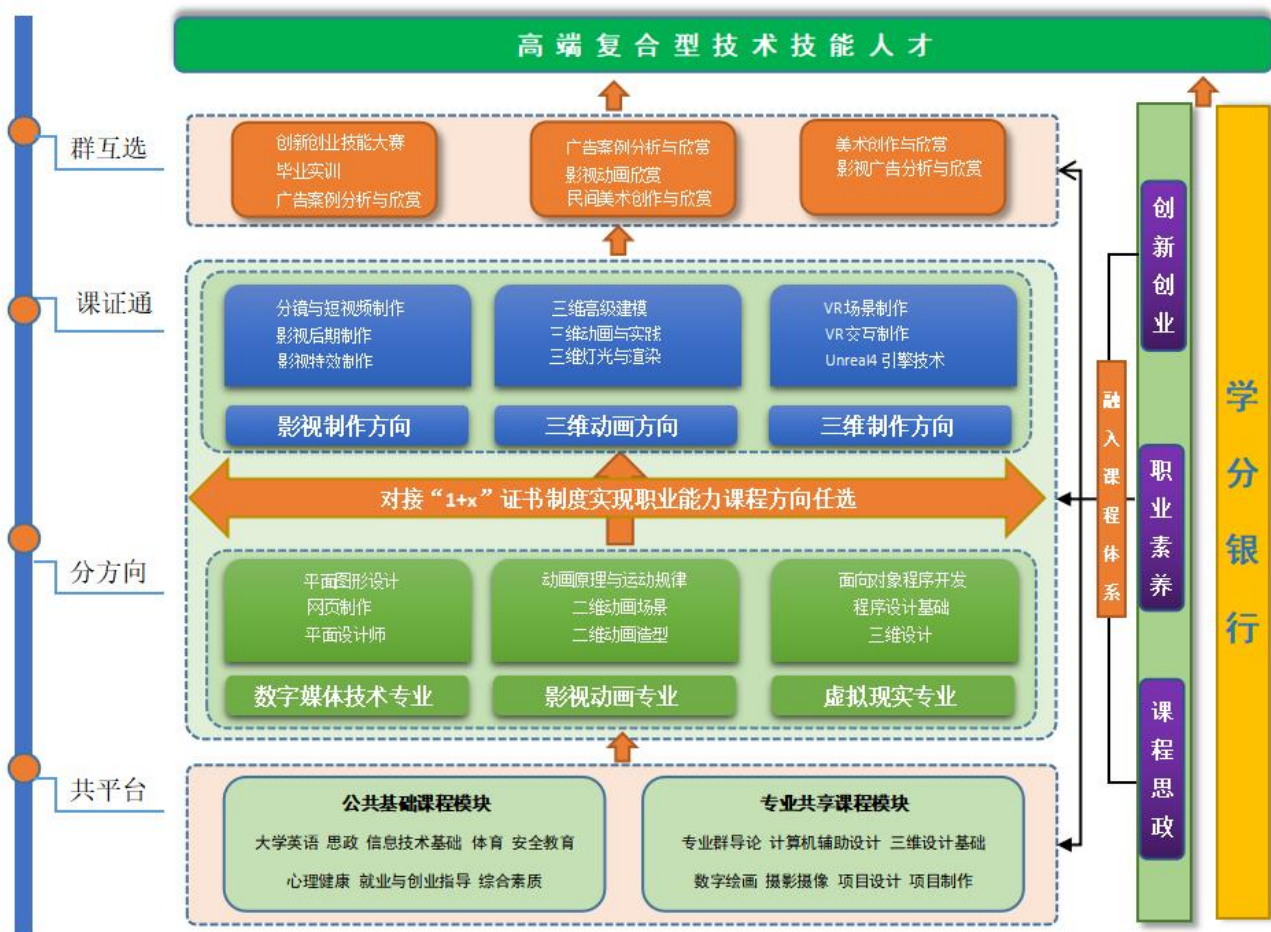 高端复合型技术技能人才
群互选
创新创业技能大赛
毕业实训
广告案例分析与欣赏
广告案例分析与欣赏
影视动画欣赏
民间美术创作与欣赏
美术创作与欣赏
影视广告分析与欣赏
课证通
分镜与短视频制作
影视后期制作
影视特效制作
三维高级建模
三维动画与实践
三维灯光与渲染
VR场景制作
VR交互制作
Unreal4 引擎技术
影视制作方向
三维动画方向
三维制作方向
对接“1+x”证书制度实现职业能力课程方向任选
分方向
平面图形设计
网页制作
平面设计师
动画原理与运动规律
二维动画场景
二维动画造型
面向对象程序开发
程序设计基础
三维设计
数字媒体技术专业
影视动画专业
虚拟现实专业
共平台
公共基础课程模块
大学英语 思政 信息技术基础 体育 安全教育
心理健康 就业与创业指导 综合素质
专业共享课程模块
专业群导论 计算机辅助设计 三维设计基础
数字绘画 摄影摄像 项目设计 项目制作
融入课程体系
创新创业
职业素养
课程思政
学分银行